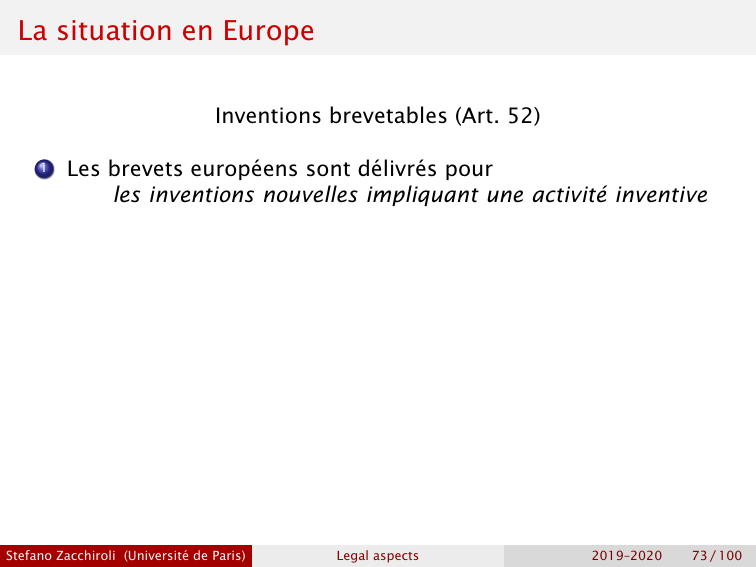 La situation en Europe
Inventions brevetables (Art. 52)
1 Les brevets européens sont délivrés pour
les inventions nouvelles impliquant une activité inventive
Stefano Zacchiroli (Université de Paris) Legal aspects 2019–2020 73 / 100